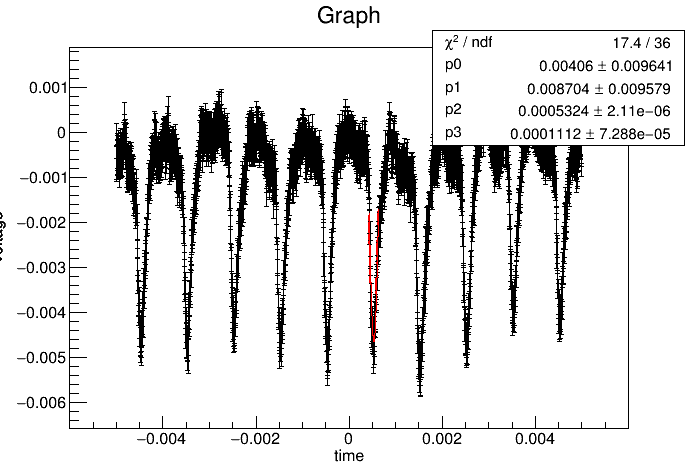 Graph
χ² / ndf 17.4 / 36
p0 0.00406 ± 0.009641
p1 0.008704 ± 0.009579
p2 0.0005324 ± 2.11e−06
p3 0.0001112 ± 7.288e−05
0.001
0
−0.001
−0.002
−0.003
−0.004
−0.005
−0.006
−0.004 −0.002 0 0.002 0.004
time